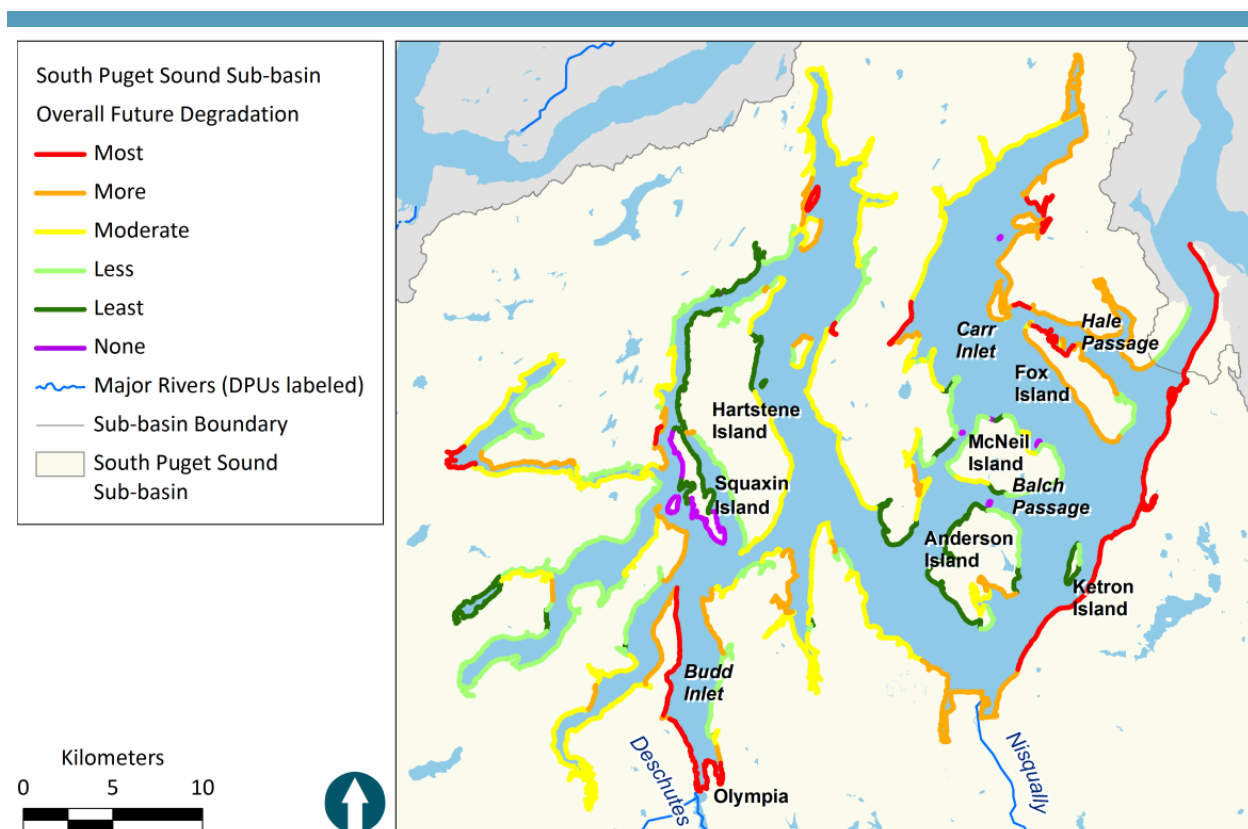 South Puget Sound Sub-basin
Overall Future Degradation
Most
More
Moderate
Less
Least
None
Major Rivers (DPUs labeled)
Sub-basin Boundary
South Puget Sound
Sub-basin
Kilometers
0 5 10
Carr
Inlet
Hale
Passage
Fox
Island
Hartstene
Island
McNeil
Island
Squaxin
Island
Balch
Passage
Anderson
Island
Ketron
Island
Budd
Inlet
Deschutes
Olympia
Nisqually